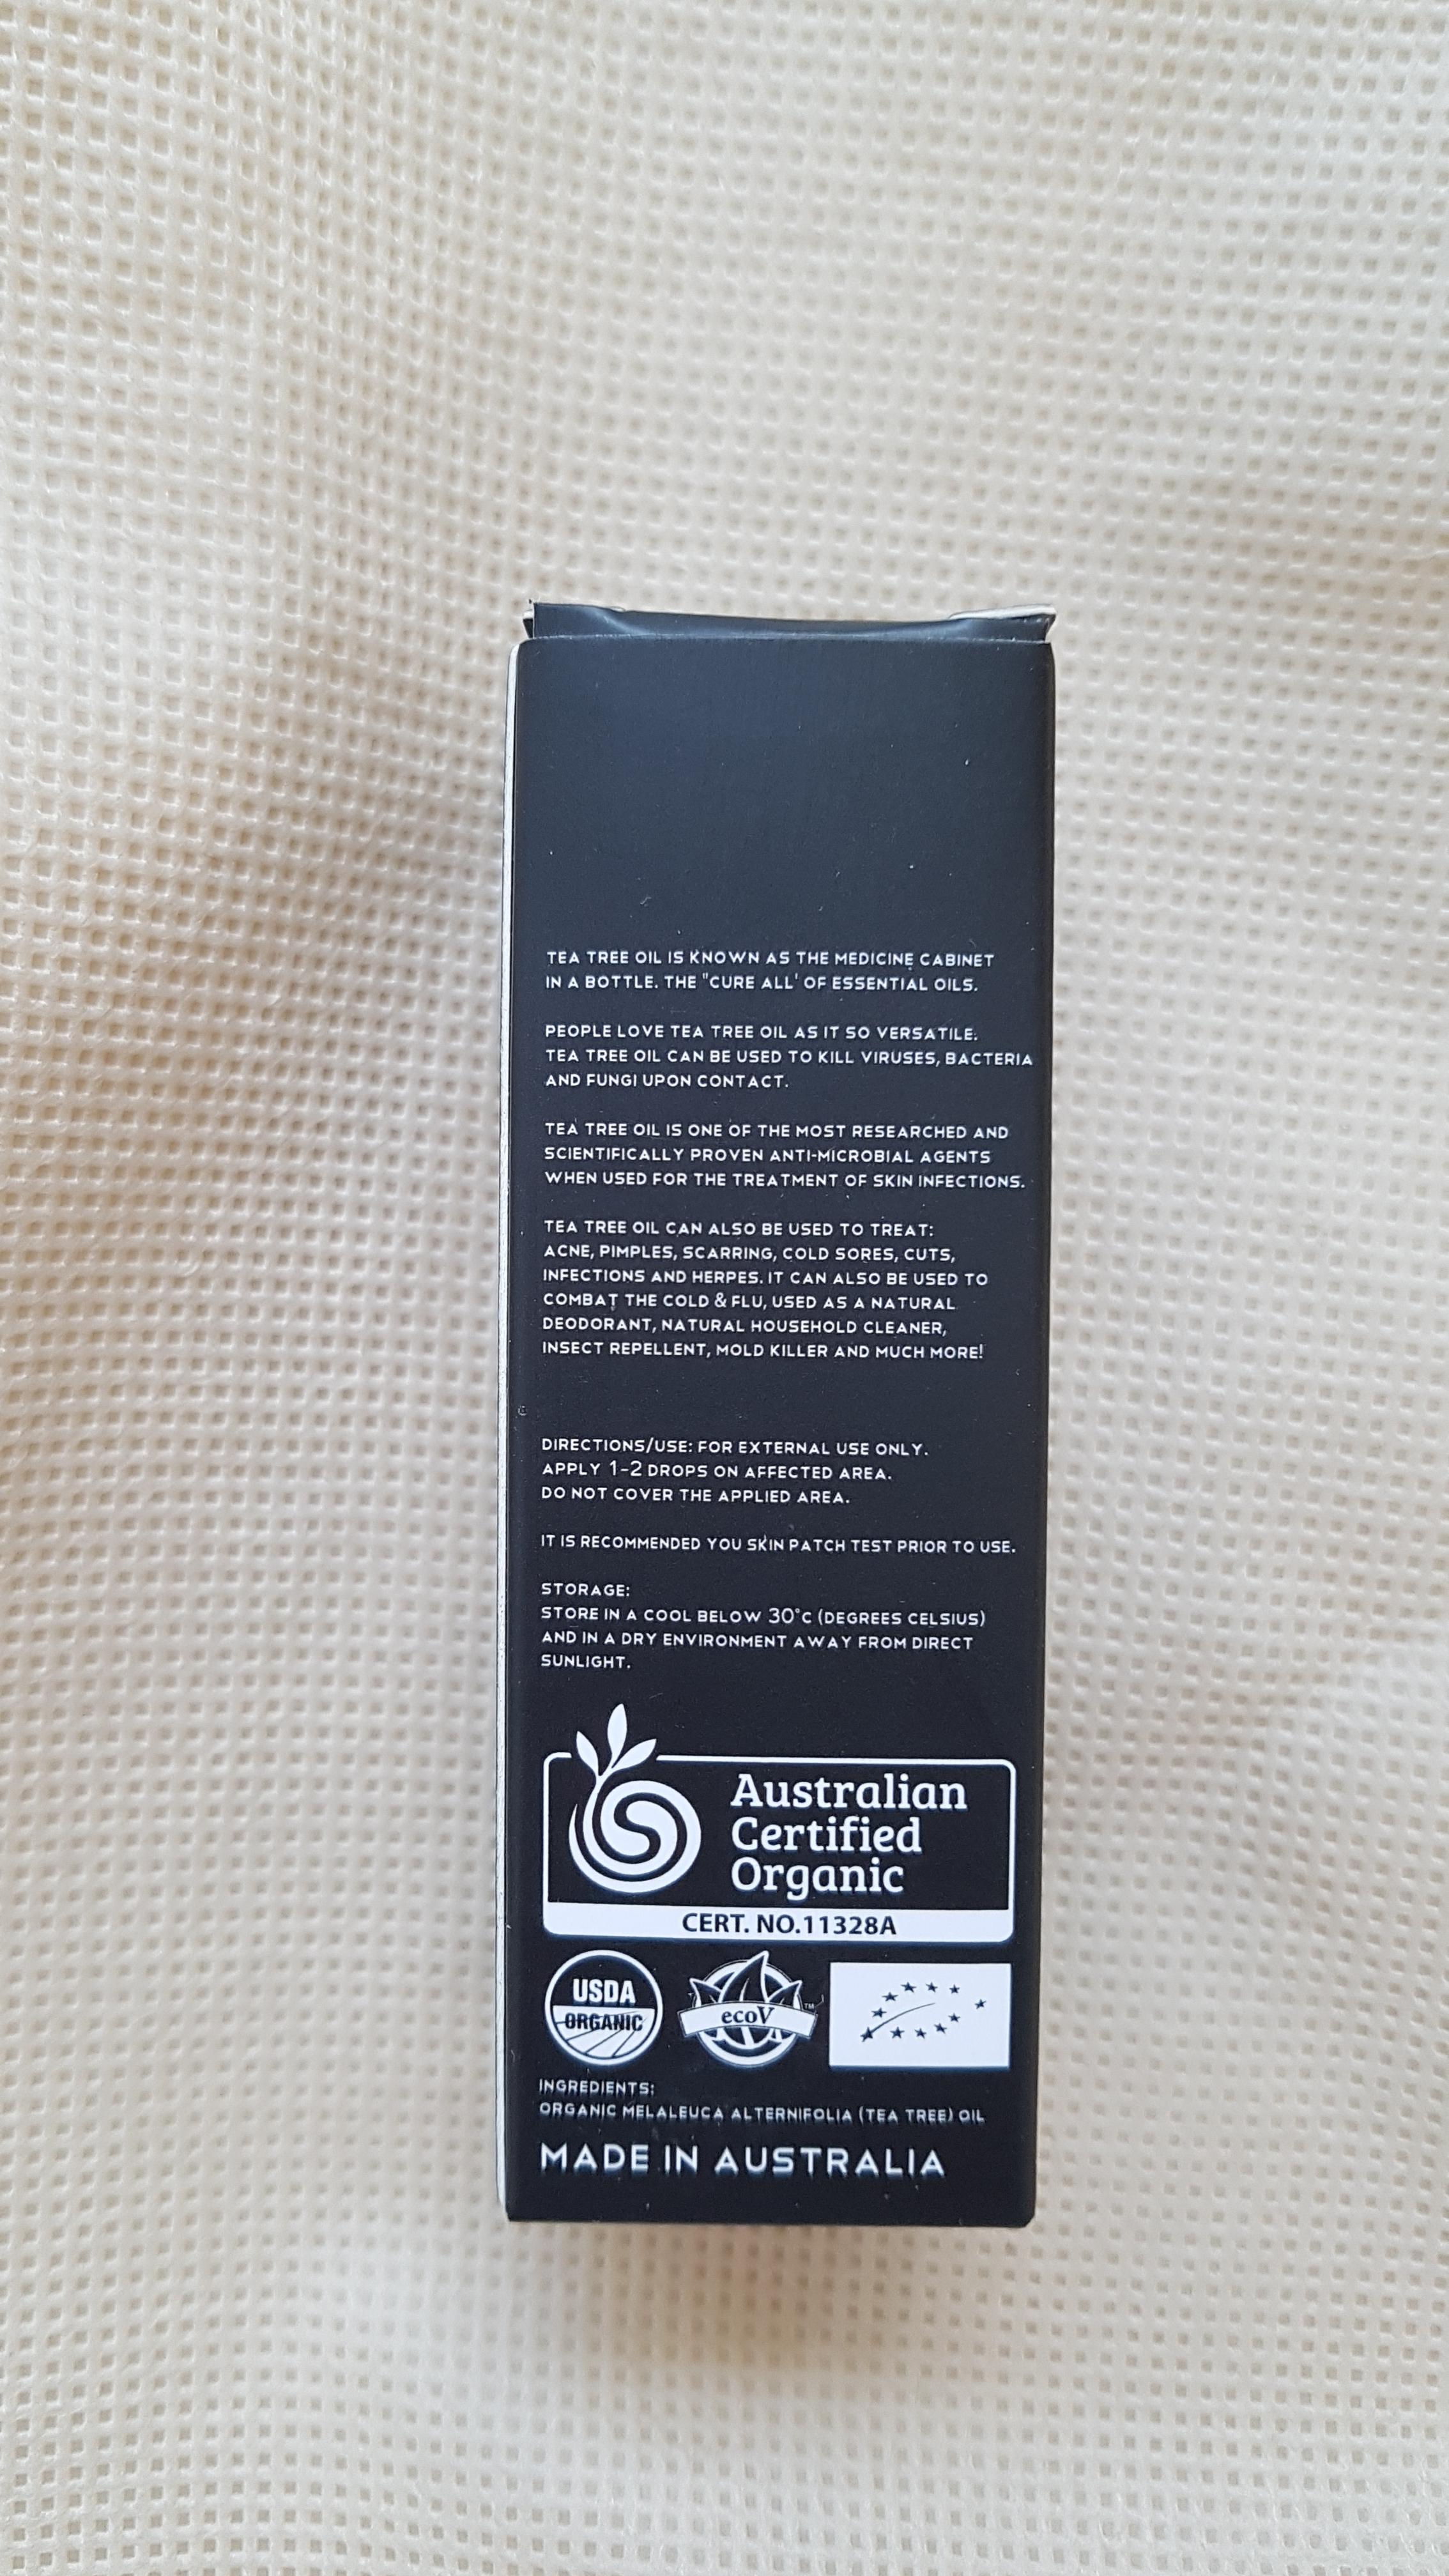 TEA TREE OIL IS KNOWN AS THE MEDICINE CABINET
IN A BOTTLE. THE "CURE ALL' OF ESSENTIAL OILS.
PEOPLE LOVE TEA TREE OIL AS IT SO VERSATILE.
TEA TREE OIL CAN BE USED TO KILL VIRUSES, BACTERIA
AND FUNGI UPON CONTACT.
TEA TREE OIL IS ONE OF THE MOST RESEARCHED AND
SCIENTIFICALLY PROVEN ANTI-MICROBIAL AGENTS
WHEN USED FOR THE TREATMENT OF SKIN INFECTIONS.
TEA TREE OIL CAN ALSO BE USED TO TREAT:
ACNE, PIMPLES, SCARRING, COLD SORES, CUTS,
INFECTIONS AND HERPES. IT CAN ALSO BE USED TO
COMBAT THE COLD & FLU, USED AS A NATURAL
DEODORANT, NATURAL HOUSEHOLD CLEANER,
INSECT REPELLENT, MOLD KILLER AND MUCH MORE!
DIRECTIONS/USE: FOR EXTERNAL USE ONLY.
APPLY 1-2 DROPS ON AFFECTED AREA.
DO NOT COVER THE APPLIED AREA.
IT IS RECOMMENDED YOU SKIN PATCH TEST PRIOR TO USE.
STORAGE:
STORE IN A COOL BELOW 30°C (DEGREES CELSIUS)
AND IN A DRY ENVIRONMENT AWAY FROM DIRECT
SUNLIGHT.
Australian
Certified
Organic
CERT. NO.11328A
USDA
ORGANIC
ecoV™
INGREDIENTS:
ORGANIC MELALEUCA ALTERNIFOLIA (TEA TREE) OIL
MADE IN AUSTRALIA